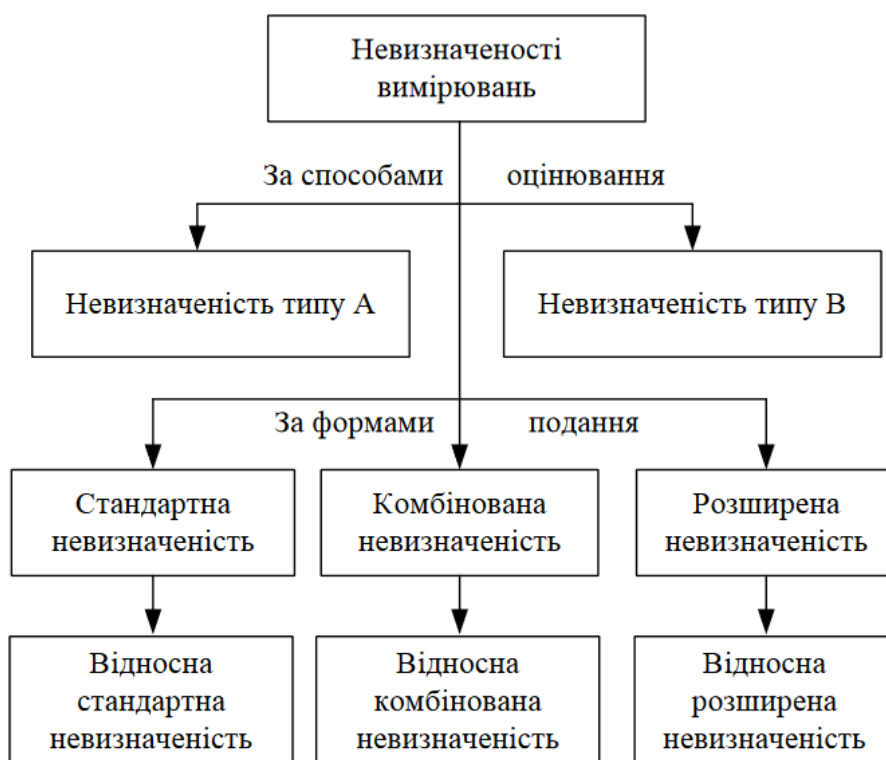 Невизначеності
вимірювань
За способами оцінювання
Невизначеність типу А
Невизначеність типу В
За формами подання
Стандартна
невизначеність
Комбінована
невизначеність
Розширена
невизначеність
Відносна
стандартна
невизначеність
Відносна
комбінована
невизначеність
Відносна
розширена
невизначеність